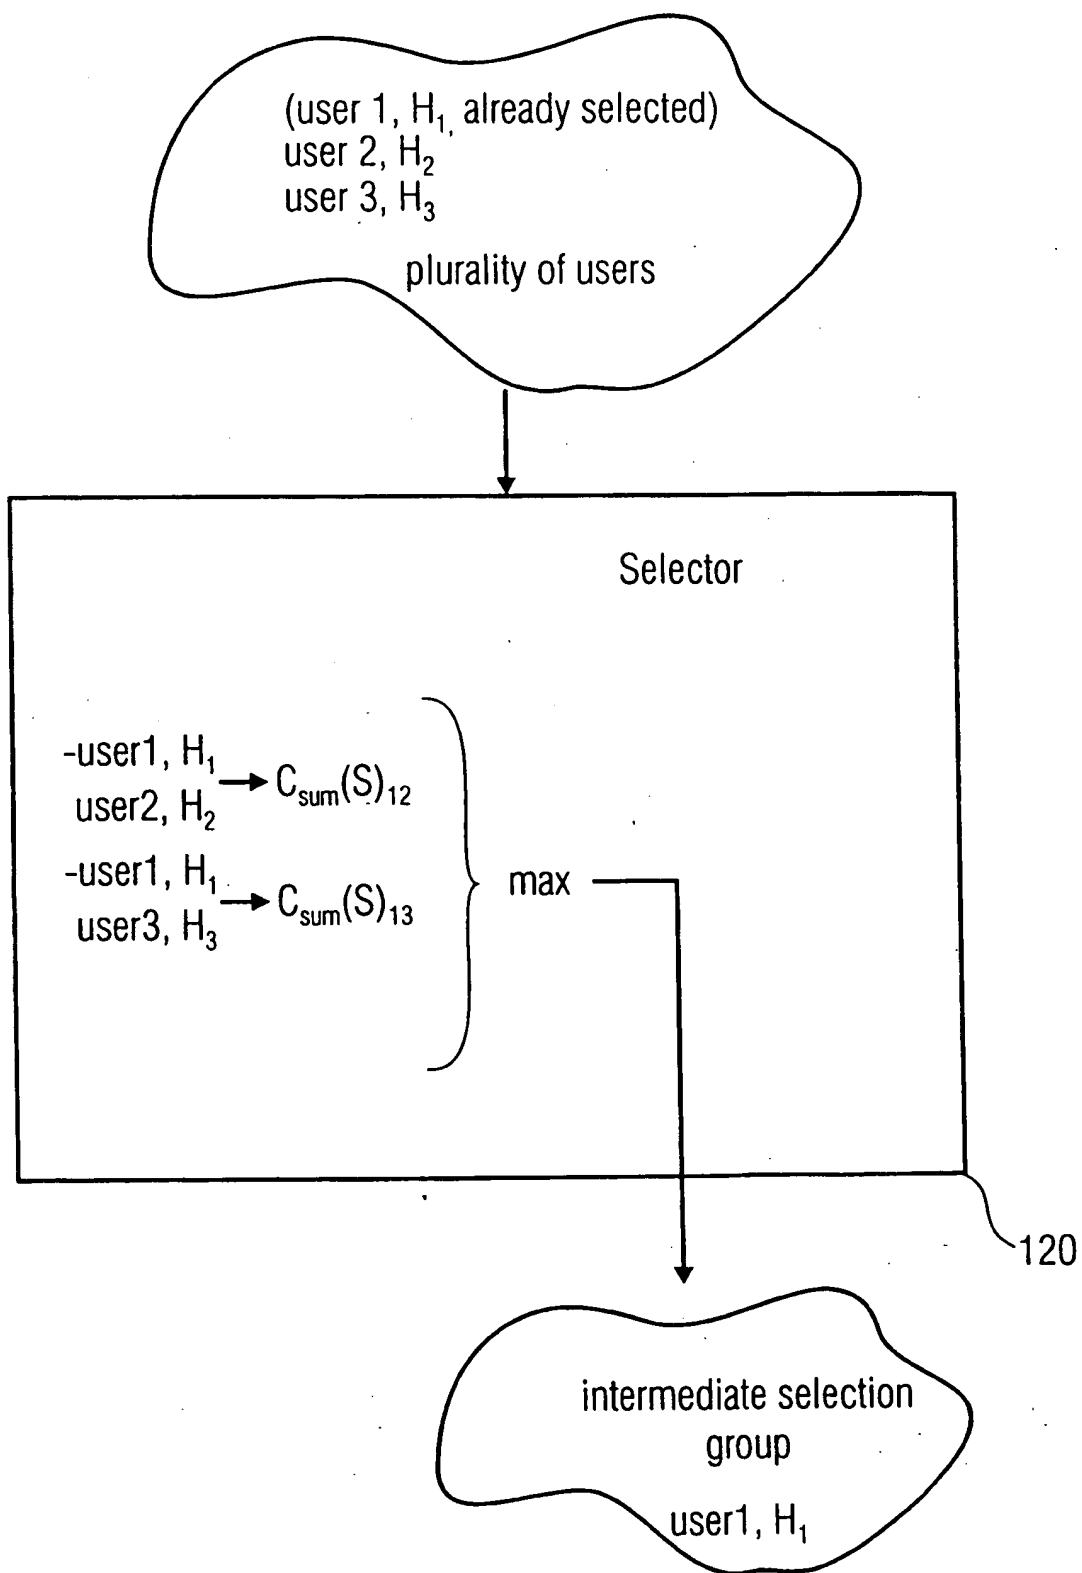 (user 1, H₁, already selected)
user 2, H₂
user 3, H₃
plurality of users
Selector
-user1, H₁
user2, H₂
→ Cₛᵤₘ(S)₁₂
-user1, H₁
user3, H₃
→ Cₛᵤₘ(S)₁₃
max
120
intermediate selection
group
user1, H₁